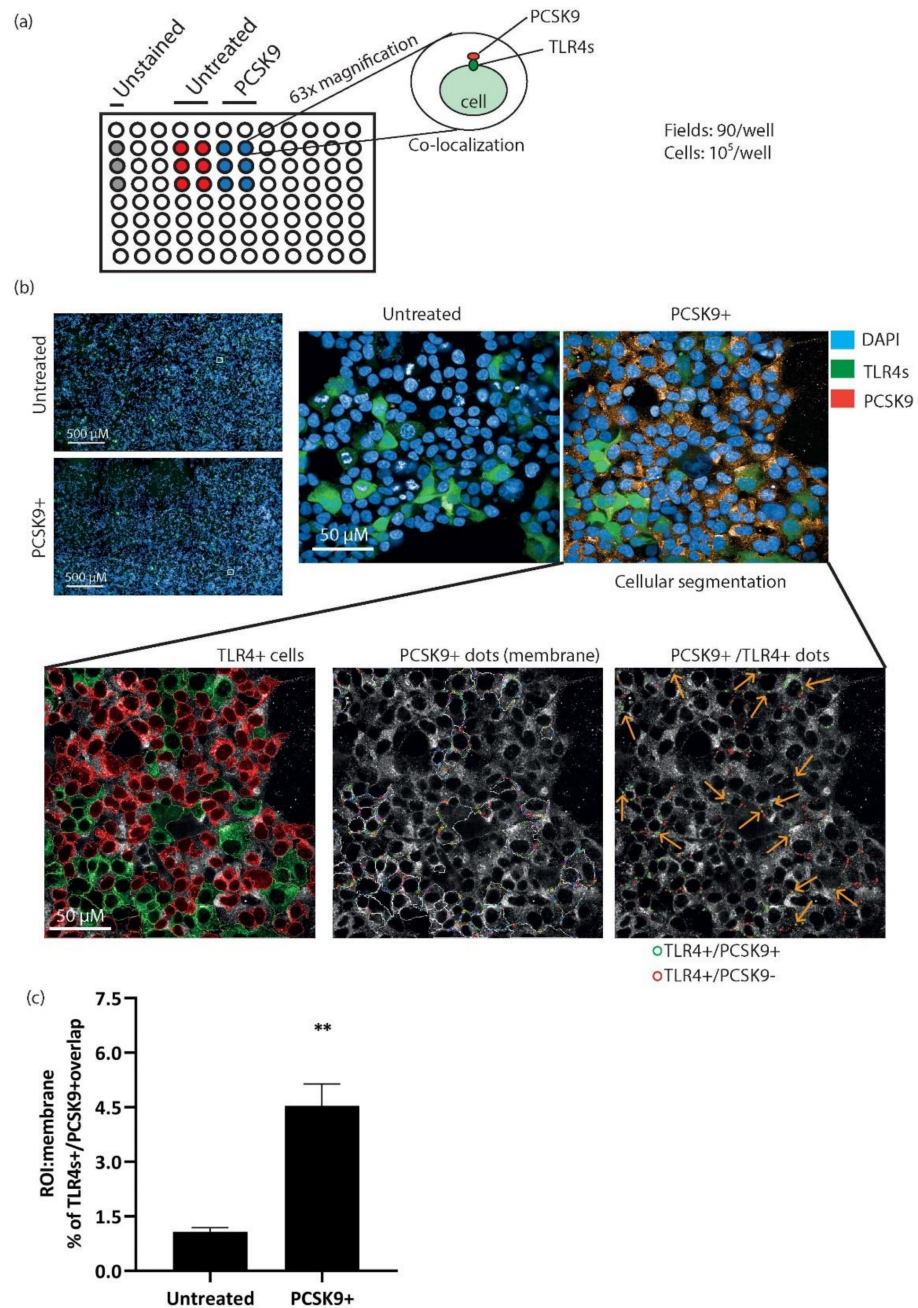 (a)
Unstained
Untreated
PCSK9
63x magnification
PCSK9
TLR4s
cell
Co-localization
Fields: 90/well
Cells: 10⁵/well
(b)
Untreated
500 µM
PCSK9+
500 µM
Untreated
50 µM
PCSK9+
DAPI
TLR4s
PCSK9
Cellular segmentation
TLR4+ cells
50 µM
PCSK9+ dots (membrane)
PCSK9+ /TLR4+ dots
TLR4+/PCSK9+
TLR4+/PCSK9-
(c)
ROI:membrane
% of TLR4s+/PCSK9+overlap
7.5
6.0
4.5
3.0
1.5
0.0
**
Untreated
PCSK9+